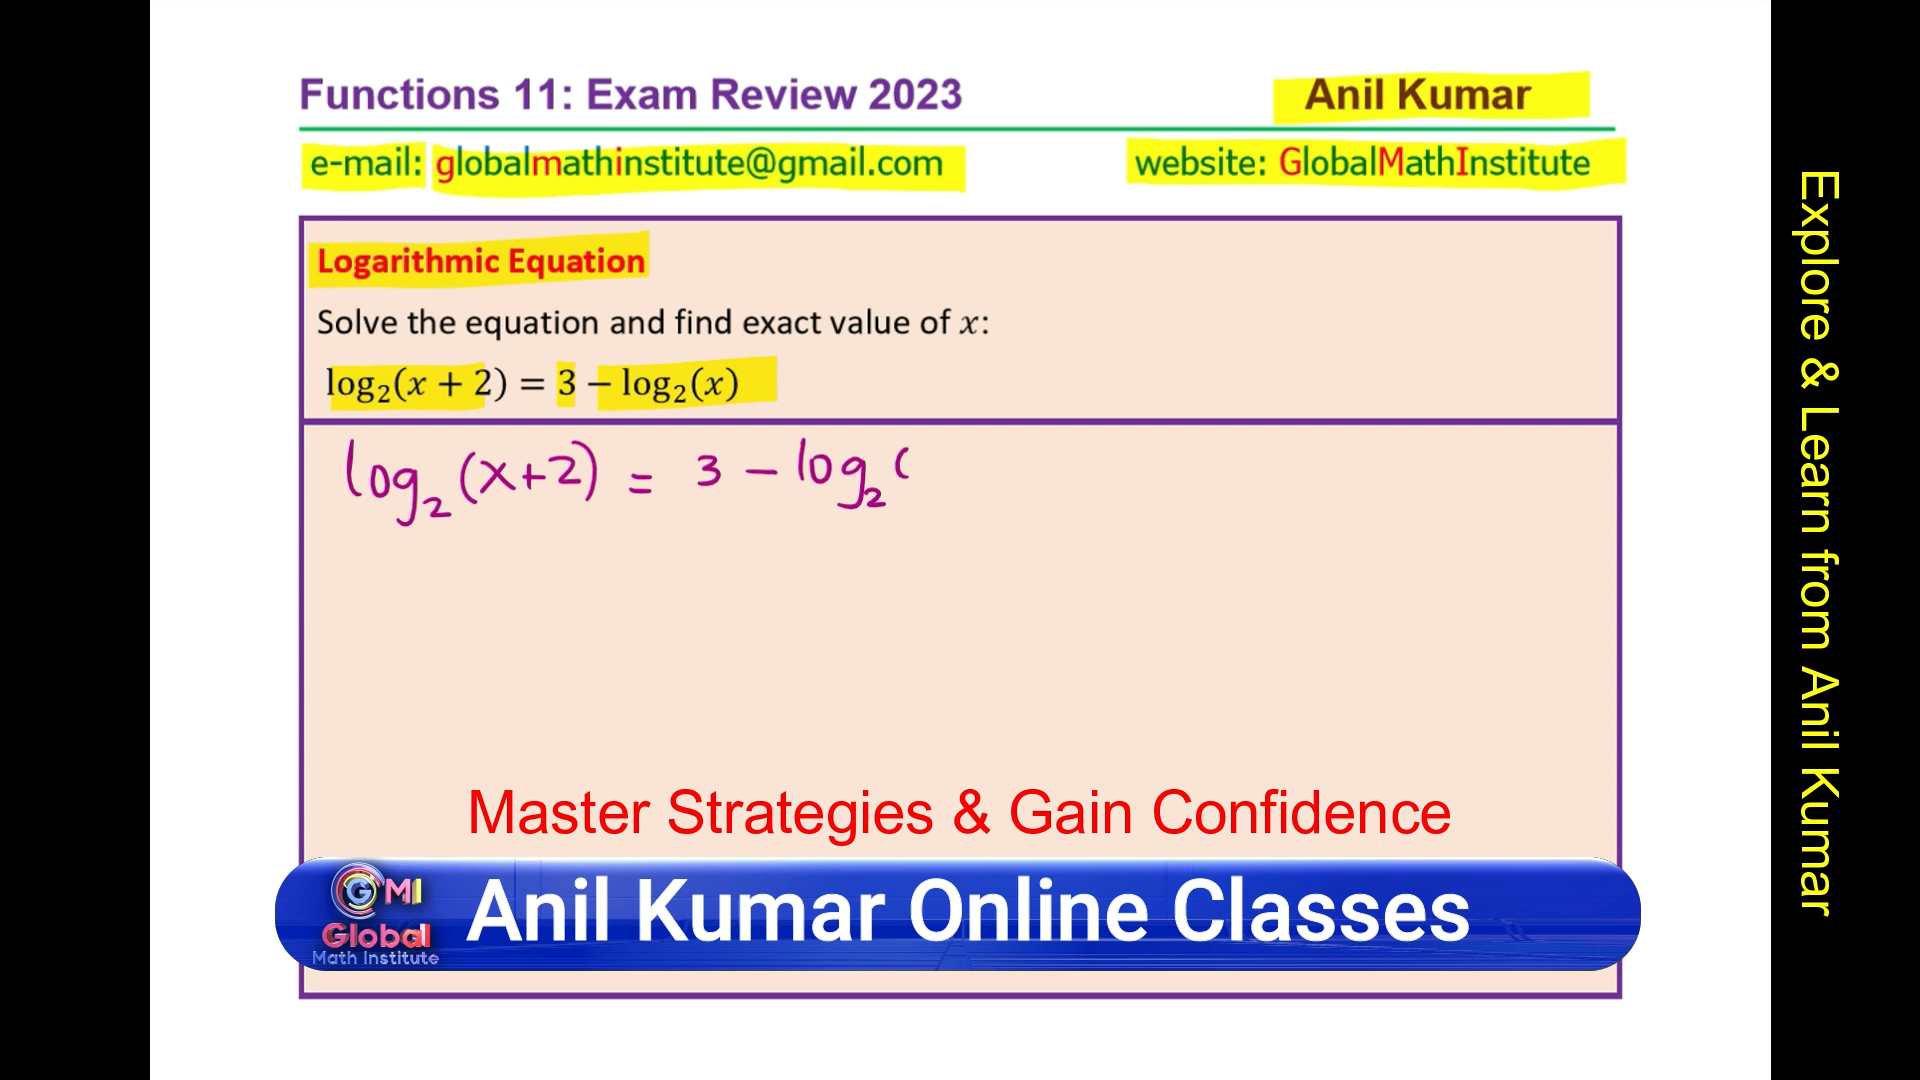 Functions 11: Exam Review 2023 Anil Kumar
e-mail: globalmathinstitute@gmail.com website: GlobalMathInstitute
Logarithmic Equation
Solve the equation and find exact value of x:
log₂(x + 2) = 3 − log₂(x)
log₂(x+2) = 3 − log₂(
Master Strategies & Gain Confidence
GMI
Global
Math Institute
Anil Kumar Online Classes
Explore & Learn from Anil Kumar